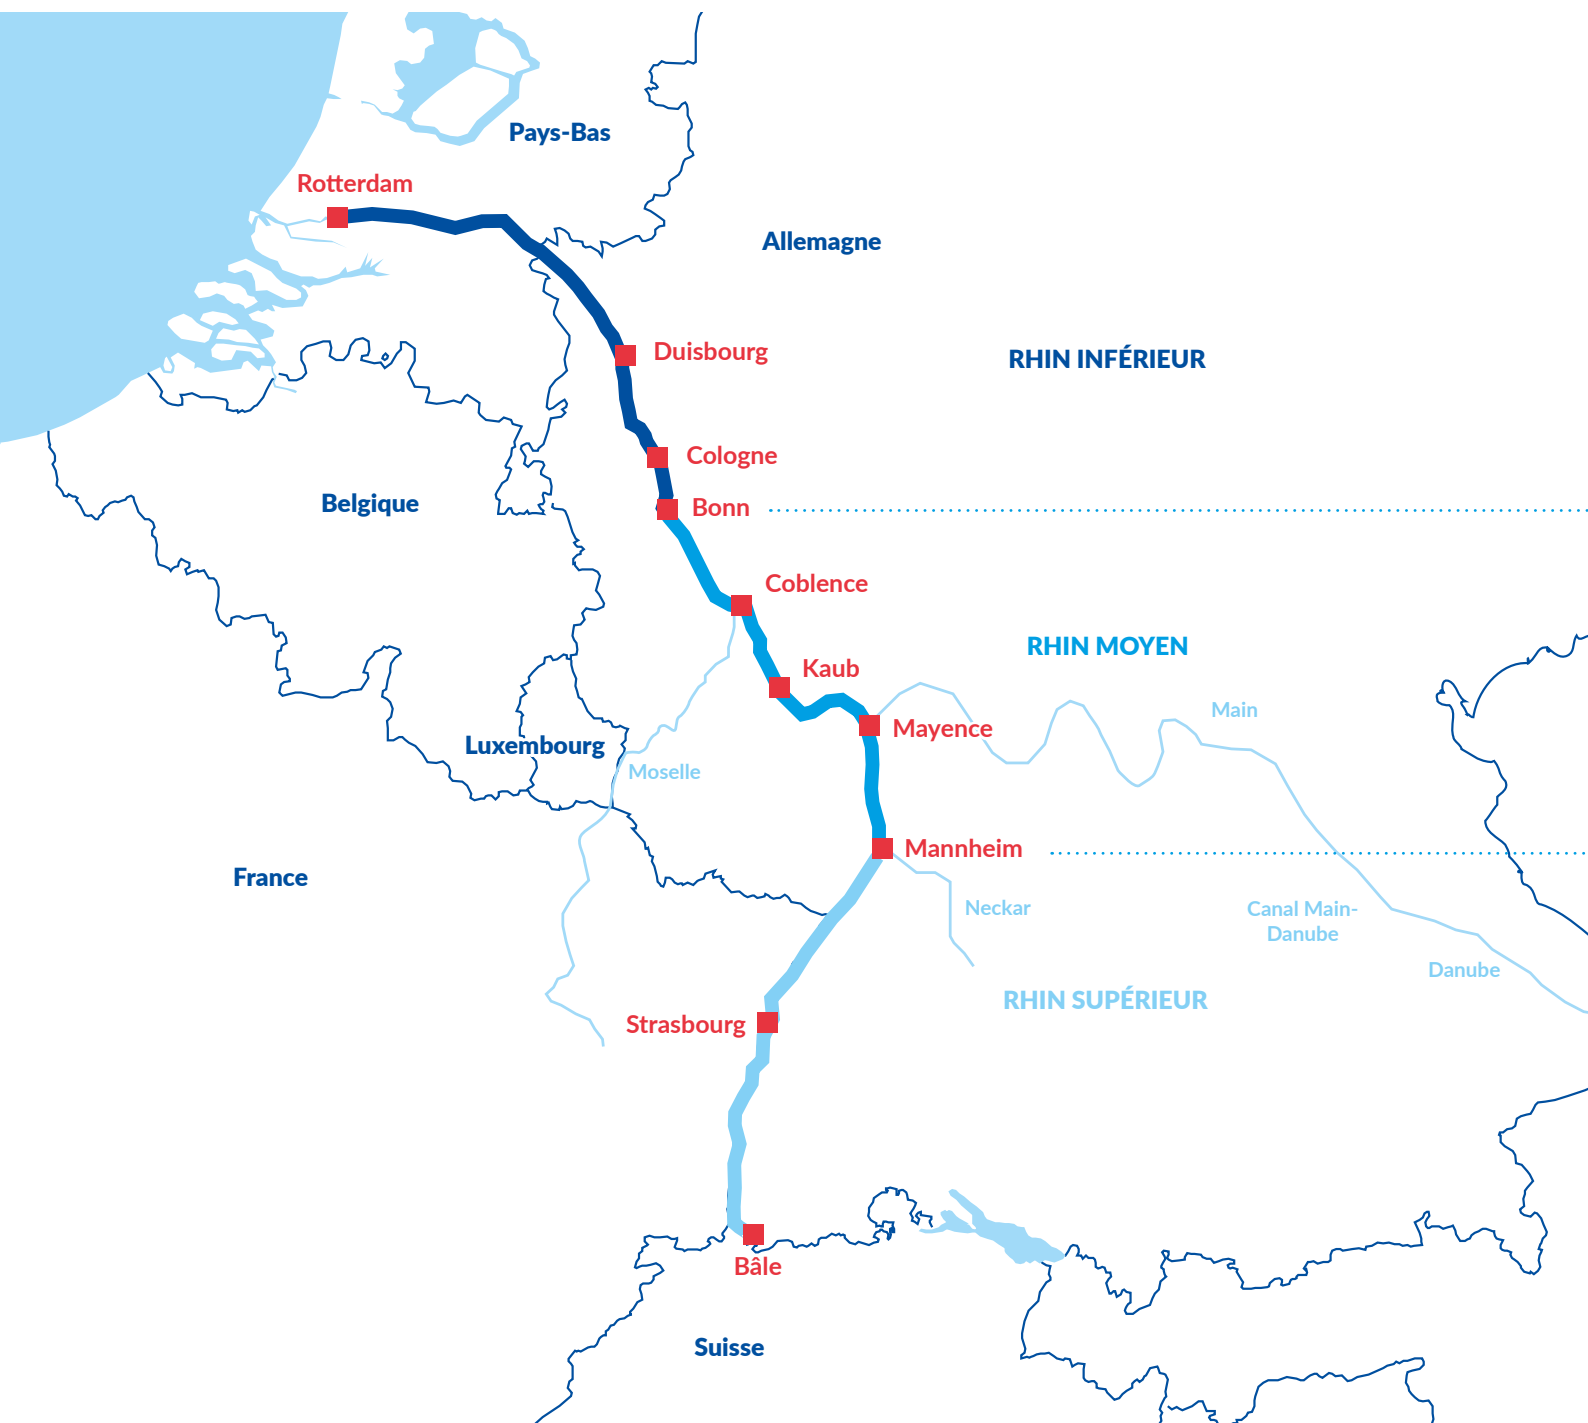 Pays-Bas
Rotterdam
Allemagne
Duisbourg
RHIN INFÉRIEUR
Cologne
Belgique
Bonn
Coblence
RHIN MOYEN
Kaub
Main
Mayence
Luxembourg
Moselle
Mannheim
France
Neckar
Canal Main-
Danube
Danube
RHIN SUPÉRIEUR
Strasbourg
Bâle
Suisse